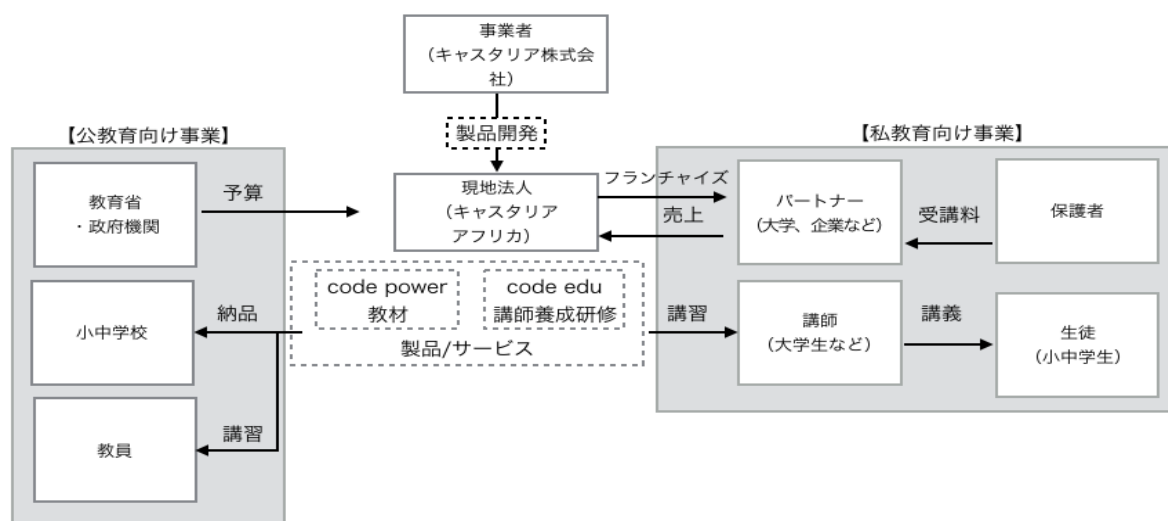 事業者
（キャスタリア株式会
社）
製品開発
【公教育向け事業】
【私教育向け事業】
教育省
・政府機関
予算
現地法人
（キャスタリア
アフリカ）
フランチャイズ
売上
パートナー
（大学、企業など）
受講料
保護者
小中学校
納品
code power
教材
code edu
講師養成研修
製品/サービス
講習
講師
（大学生など）
講義
生徒
（小中学生）
教員
講習